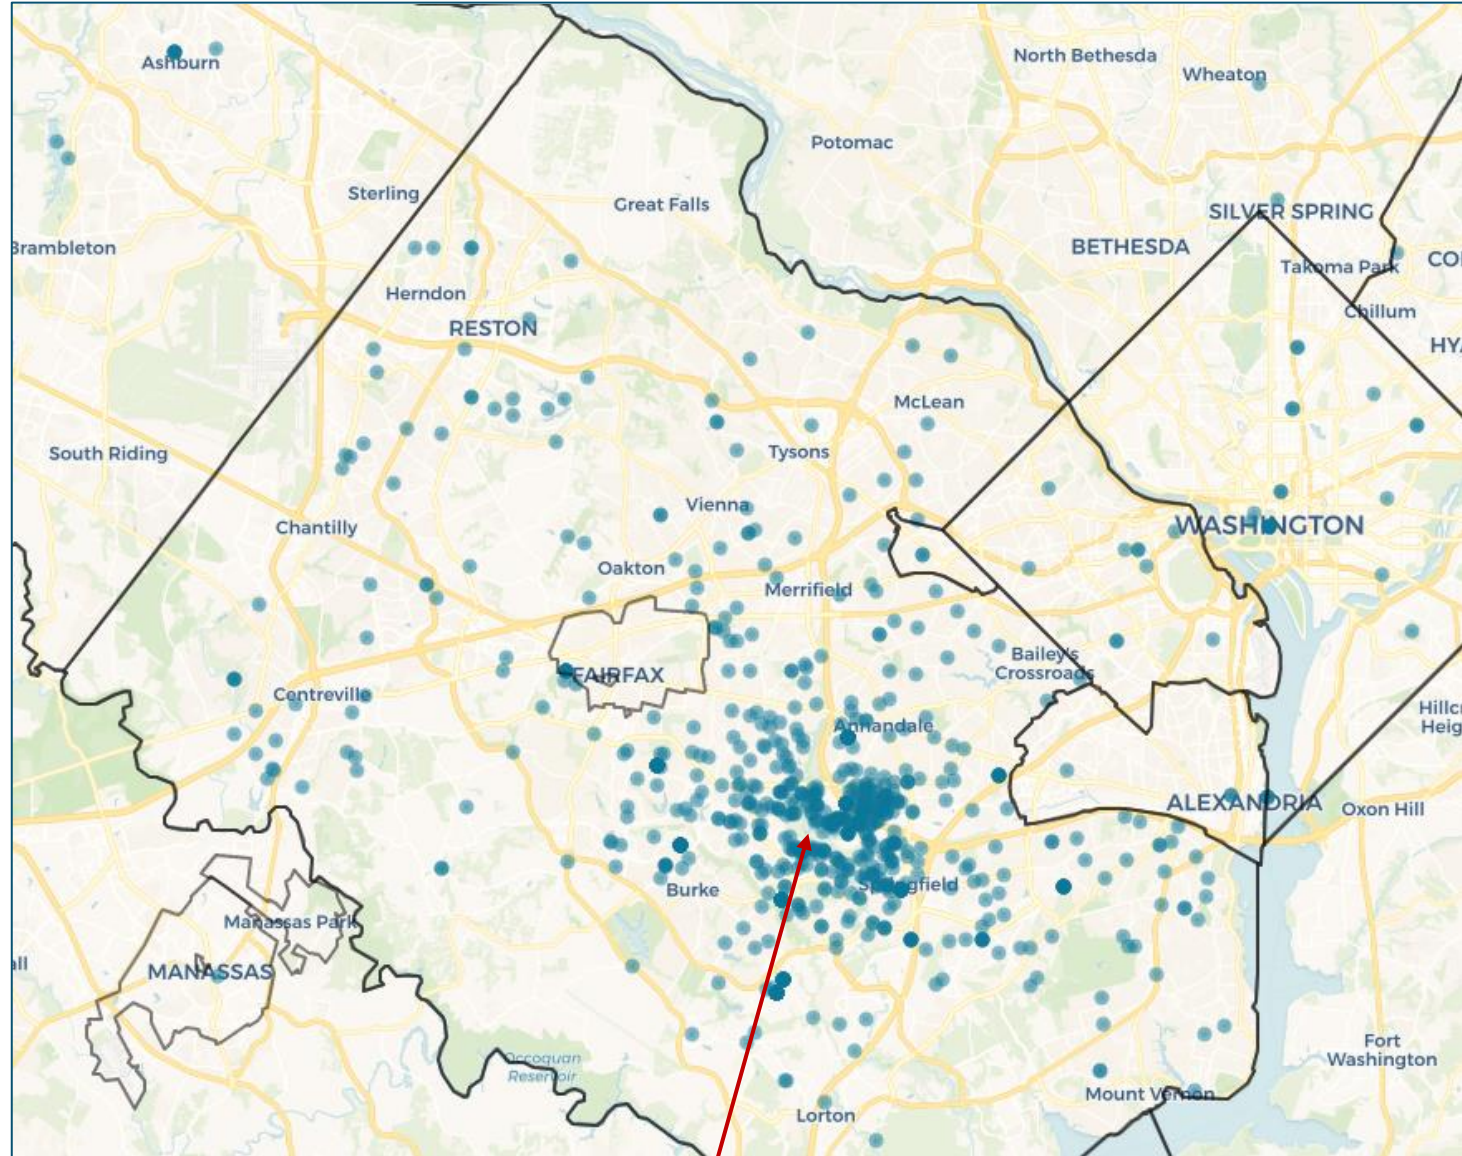 North Bethesda
Wheaton
Ashburn
Potomac
Sterling
Great Falls
SILVER SPRING
Brambleton
BETHESDA
Takoma Park
Herndon
Chillum
RESTON
McLean
South Riding
Tysons
Vienna
Chantilly
WASHINGTON
Oakton
Merrifield
Bailey's
Crossroads
FAIRFAX
Centreville
Annandale
ALEXANDRIA
Oxon Hill
Springfield
Burke
Manassas Park
MANASSAS
Occoquan
Reservoir
Fort
Washington
Mount Vernon
Lorton